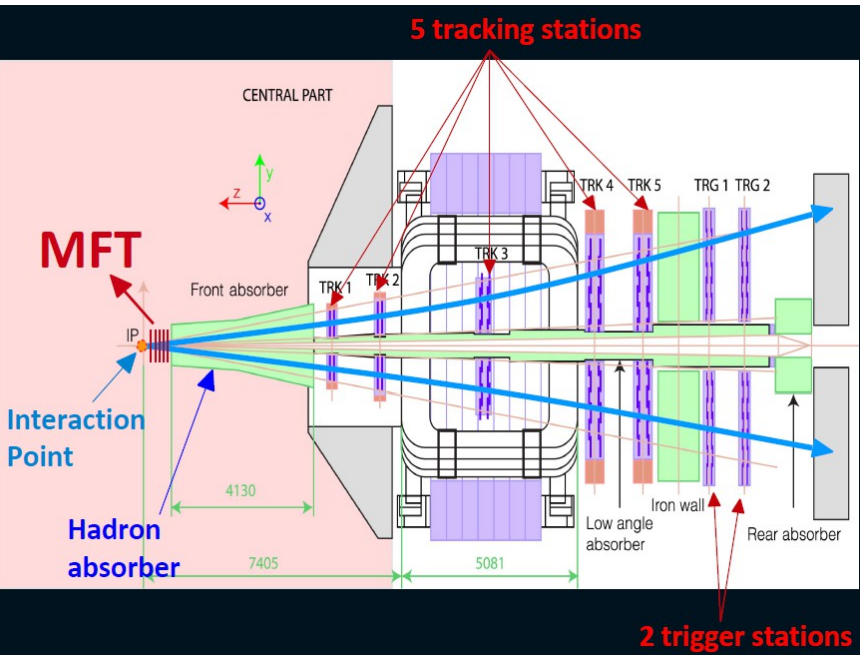 5 tracking stations
CENTRAL PART
y
z
x
TRK 4
TRK 5
TRG 1
TRG 2
MFT
TRK 3
Front absorber
TRK 1
TRK 2
IP
Interaction
Point
4130
Hadron
absorber
7405
5081
Low angle
absorber
Iron wall
Rear absorber
2 trigger stations